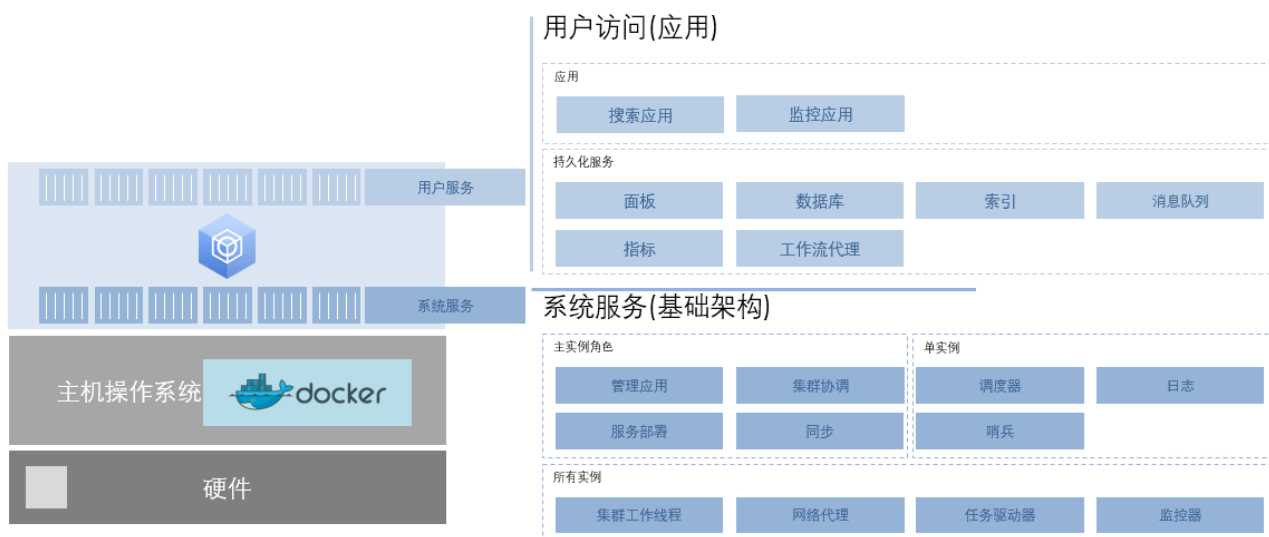 用户访问(应用)
应用
搜索应用 监控应用
持久化服务
面板 数据库 索引 消息队列
指标 工作流代理
用户服务
系统服务
主机操作系统 docker
硬件
系统服务(基础架构)
主实例角色
管理应用 集群协调
服务部署 同步
单实例
调度器 日志
哨兵
所有实例
集群工作线程 网络代理 任务驱动器 监控器